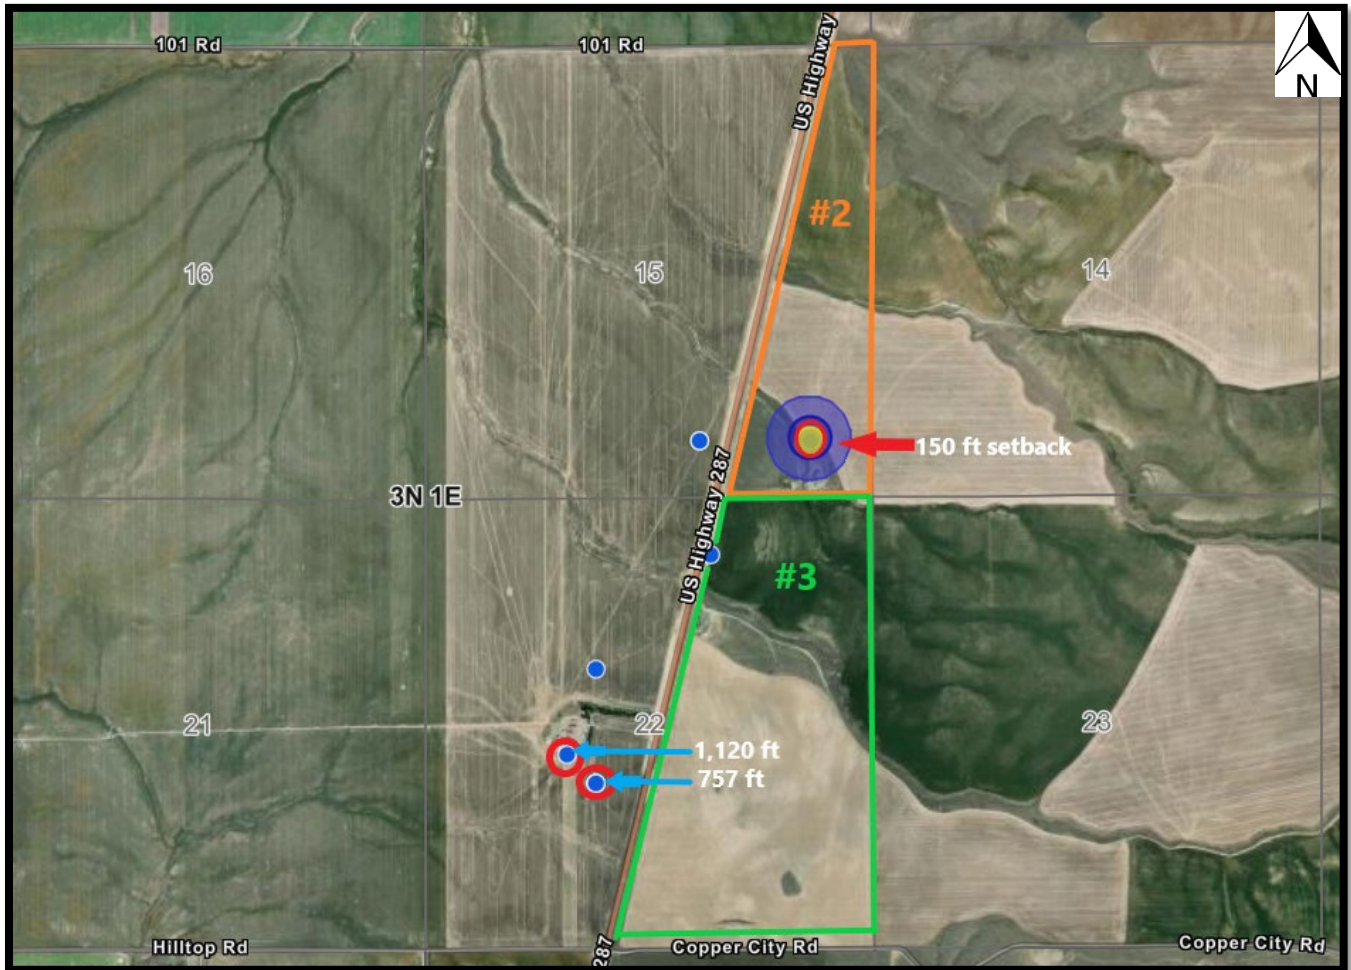 101 Rd
101 Rd
US Highway
N
#2
16
15
14
150 ft setback
3N 1E
US Highway 287
#3
21
22
23
1,120 ft
757 ft
Hilltop Rd
287
Copper City Rd
Copper City Rd